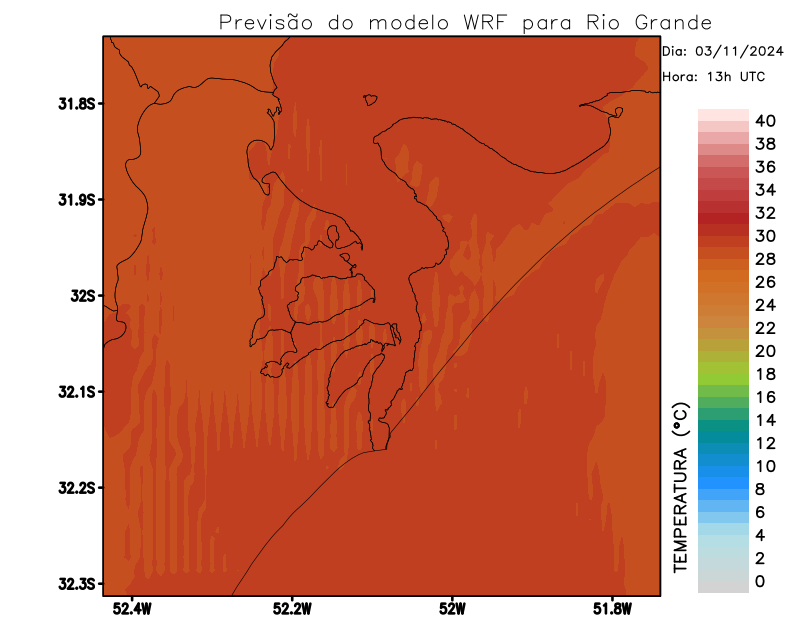 Previsão do modelo WRF para Rio Grande
Dia: 03/11/2024
Hora: 13h UTC
31.8S
31.9S
32S
32.1S
32.2S
32.3S
52.4W
52.2W
52W
51.8W
40
38
36
34
32
30
28
26
24
22
20
18
16
14
12
10
8
6
4
2
0
TEMPERATURA (°C)